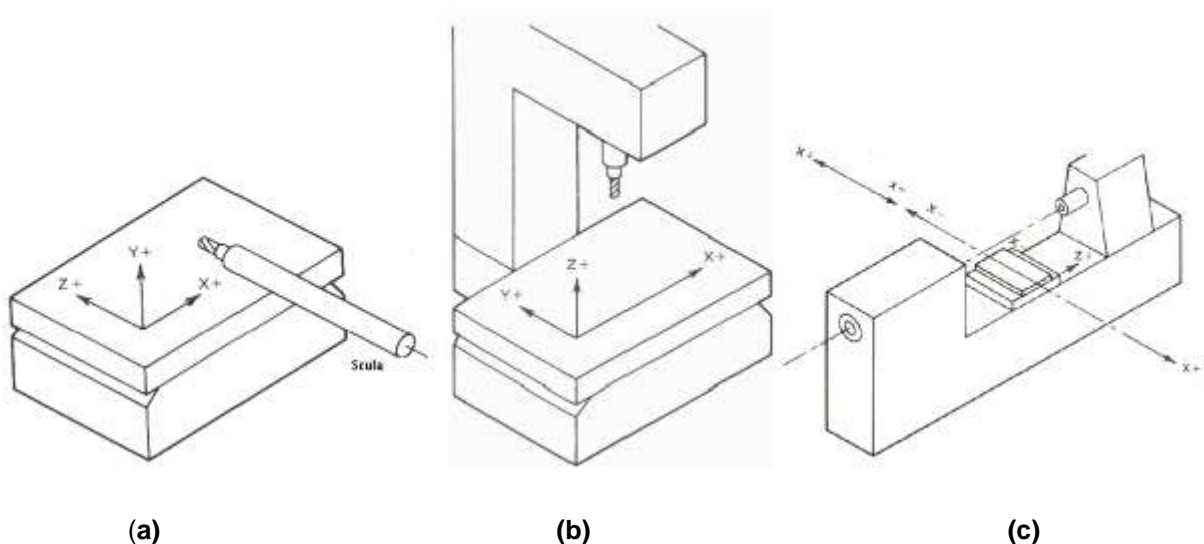 Y+
Z+
X+
Scula
Z+
X+
Y+
X+
X-
X-
Z+
X+
(a)
(b)
(c)